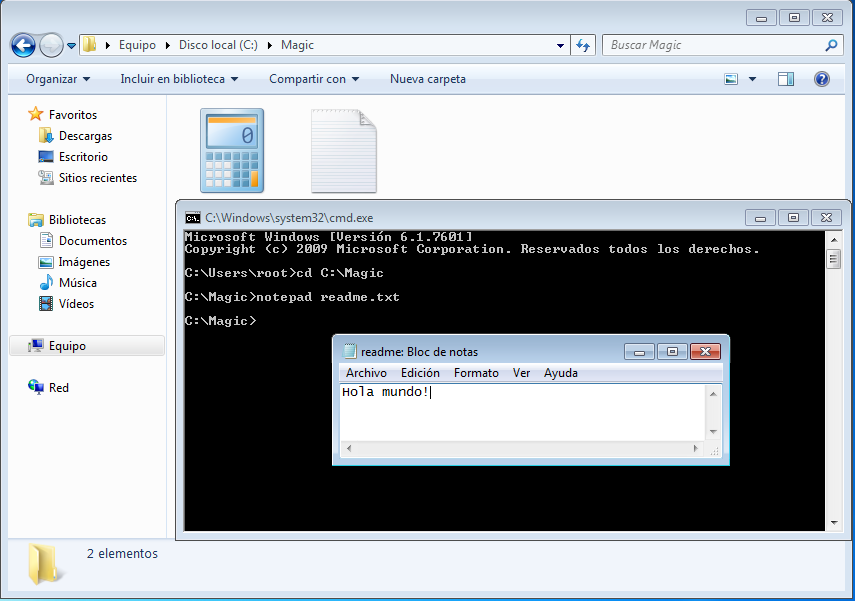 Equipo
Disco local (C:)
Magic
Buscar Magic
Organizar
Incluir en biblioteca
Compartir con
Nueva carpeta
Favoritos
Descargas
Escritorio
Sitios recientes
Bibliotecas
Documentos
Imágenes
Música
Vídeos
Equipo
Red
0
C:\Windows\system32\cmd.exe
Microsoft Windows [Versión 6.1.7601]
Copyright (c) 2009 Microsoft Corporation. Reservados todos los derechos.
C:\Users\root>cd C:\Magic
C:\Magic>notepad readme.txt
C:\Magic>
readme: Bloc de notas
Archivo Edición Formato Ver Ayuda
Hola mundo!
2 elementos